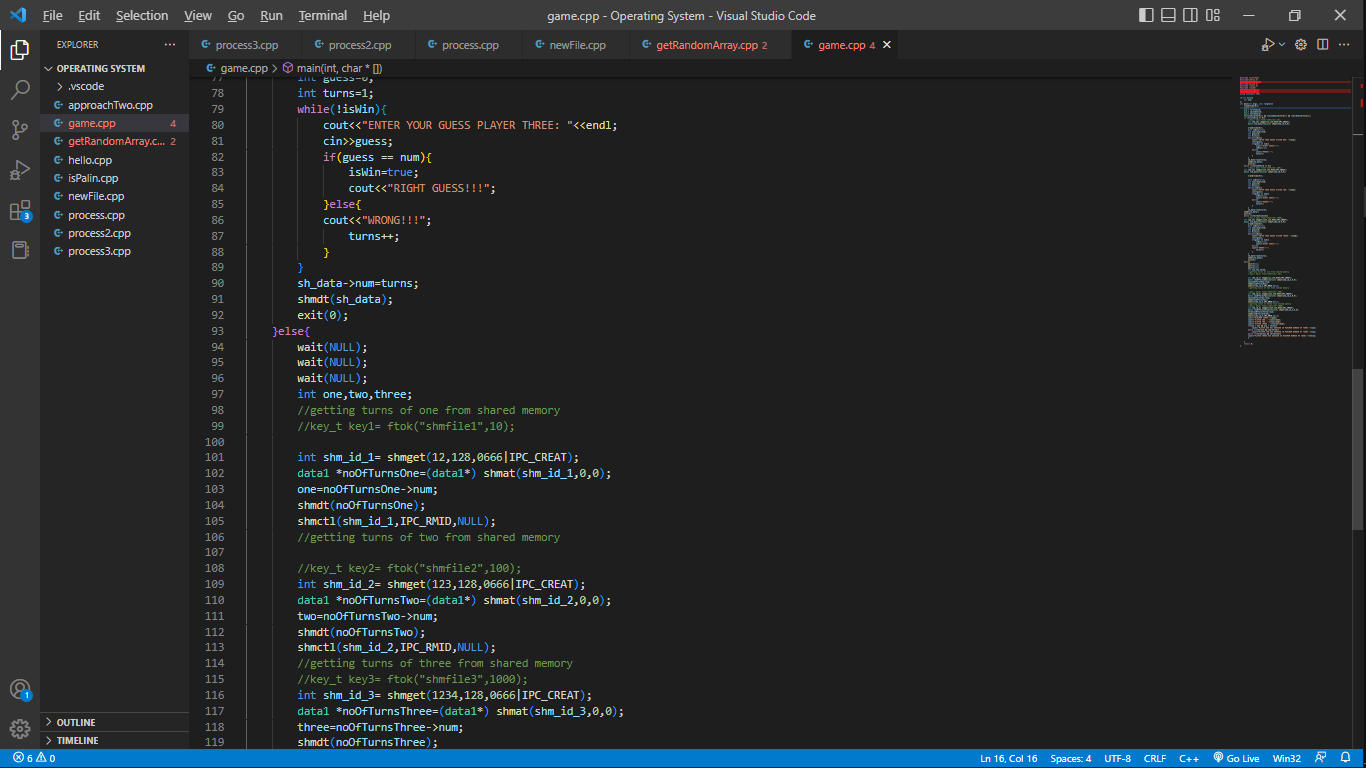 File Edit Selection View Go Run Terminal Help game.cpp - Operating System - Visual Studio Code
EXPLORER
OPERATING SYSTEM
.vscode
approachTwo.cpp
game.cpp 4
getRandomArray.c... 2
hello.cpp
isPalin.cpp
newFile.cpp
process.cpp
process2.cpp
process3.cpp
OUTLINE
TIMELINE
3
1
process3.cpp process2.cpp process.cpp newFile.cpp getRandomArray.cpp 2 game.cpp 4
game.cpp > main(int, char * [])
77 int guess=0;
78 int turns=1;
79 while(!isWin){
80 cout<<"ENTER YOUR GUESS PLAYER THREE: "<<endl;
81 cin>>guess;
82 if(guess == num){
83 isWin=true;
84 cout<<"RIGHT GUESS!!!";
85 }else{
86 cout<<"WRONG!!!";
87 turns++;
88 }
89 }
90 sh_data->num=turns;
91 shmdt(sh_data);
92 exit(0);
93 }else{
94 wait(NULL);
95 wait(NULL);
96 wait(NULL);
97 int one,two,three;
98 //getting turns of one from shared memory
99 //key_t key1= ftok("shmfile1",10);
100
101 int shm_id_1= shmget(12,128,0666|IPC_CREAT);
102 data1 *noOfTurnsOne=(data1*) shmat(shm_id_1,0,0);
103 one=noOfTurnsOne->num;
104 shmdt(noOfTurnsOne);
105 shmctl(shm_id_1,IPC_RMID,NULL);
106 //getting turns of two from shared memory
107
108 //key_t key2= ftok("shmfile2",100);
109 int shm_id_2= shmget(123,128,0666|IPC_CREAT);
110 data1 *noOfTurnsTwo=(data1*) shmat(shm_id_2,0,0);
111 two=noOfTurnsTwo->num;
112 shmdt(noOfTurnsTwo);
113 shmctl(shm_id_2,IPC_RMID,NULL);
114 //getting turns of three from shared memory
115 //key_t key3= ftok("shmfile3",1000);
116 int shm_id_3= shmget(1234,128,0666|IPC_CREAT);
117 data1 *noOfTurnsThree=(data1*) shmat(shm_id_3,0,0);
118 three=noOfTurnsThree->num;
119 shmdt(noOfTurnsThree);
6 0 Ln 16, Col 16 Spaces: 4 UTF-8 CRLF C++ Go Live Win32